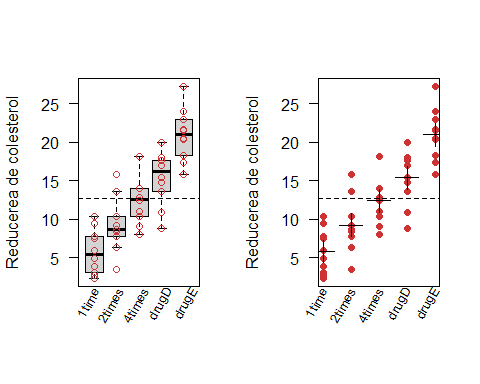 Reducerea de colesterol
25
20
15
10
5
1time
2times
4times
drugD
drugE
Reducerea de colesterol
25
20
15
10
5
1time
2times
4times
drugD
drugE